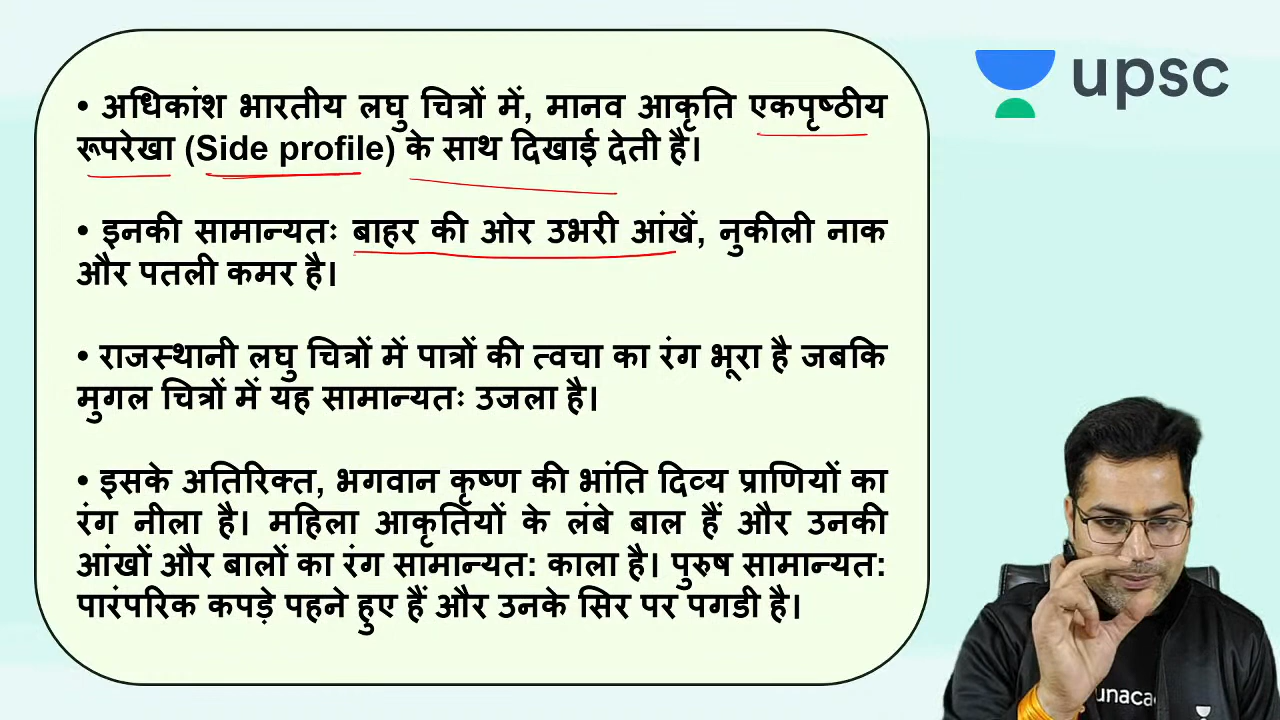 • अधिकांश भारतीय लघु चित्रों में, मानव आकृति एकपृष्ठीय
रूपरेखा (Side profile) के साथ दिखाई देती है।
• इनकी सामान्यतः बाहर की ओर उभरी आंखें, नुकीली नाक
और पतली कमर है।
• राजस्थानी लघु चित्रों में पात्रों की त्वचा का रंग भूरा है जबकि
मुगल चित्रों में यह सामान्यतः उजला है।
• इसके अतिरिक्त, भगवान कृष्ण की भांति दिव्य प्राणियों का
रंग नीला है। महिला आकृतियों के लंबे बाल हैं और उनकी
आंखों और बालों का रंग सामान्यत: काला है। पुरुष सामान्यत:
पारंपरिक कपड़े पहने हुए हैं और उनके सिर पर पगडी है।
upsc
unaca